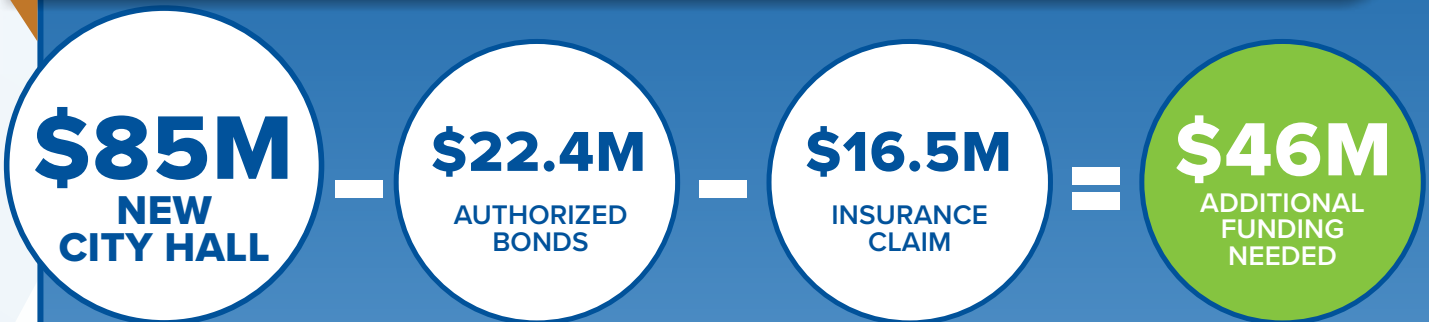 $85M
NEW
CITY HALL
$22.4M
AUTHORIZED
BONDS
$16.5M
INSURANCE
CLAIM
$46M
ADDITIONAL
FUNDING
NEEDED